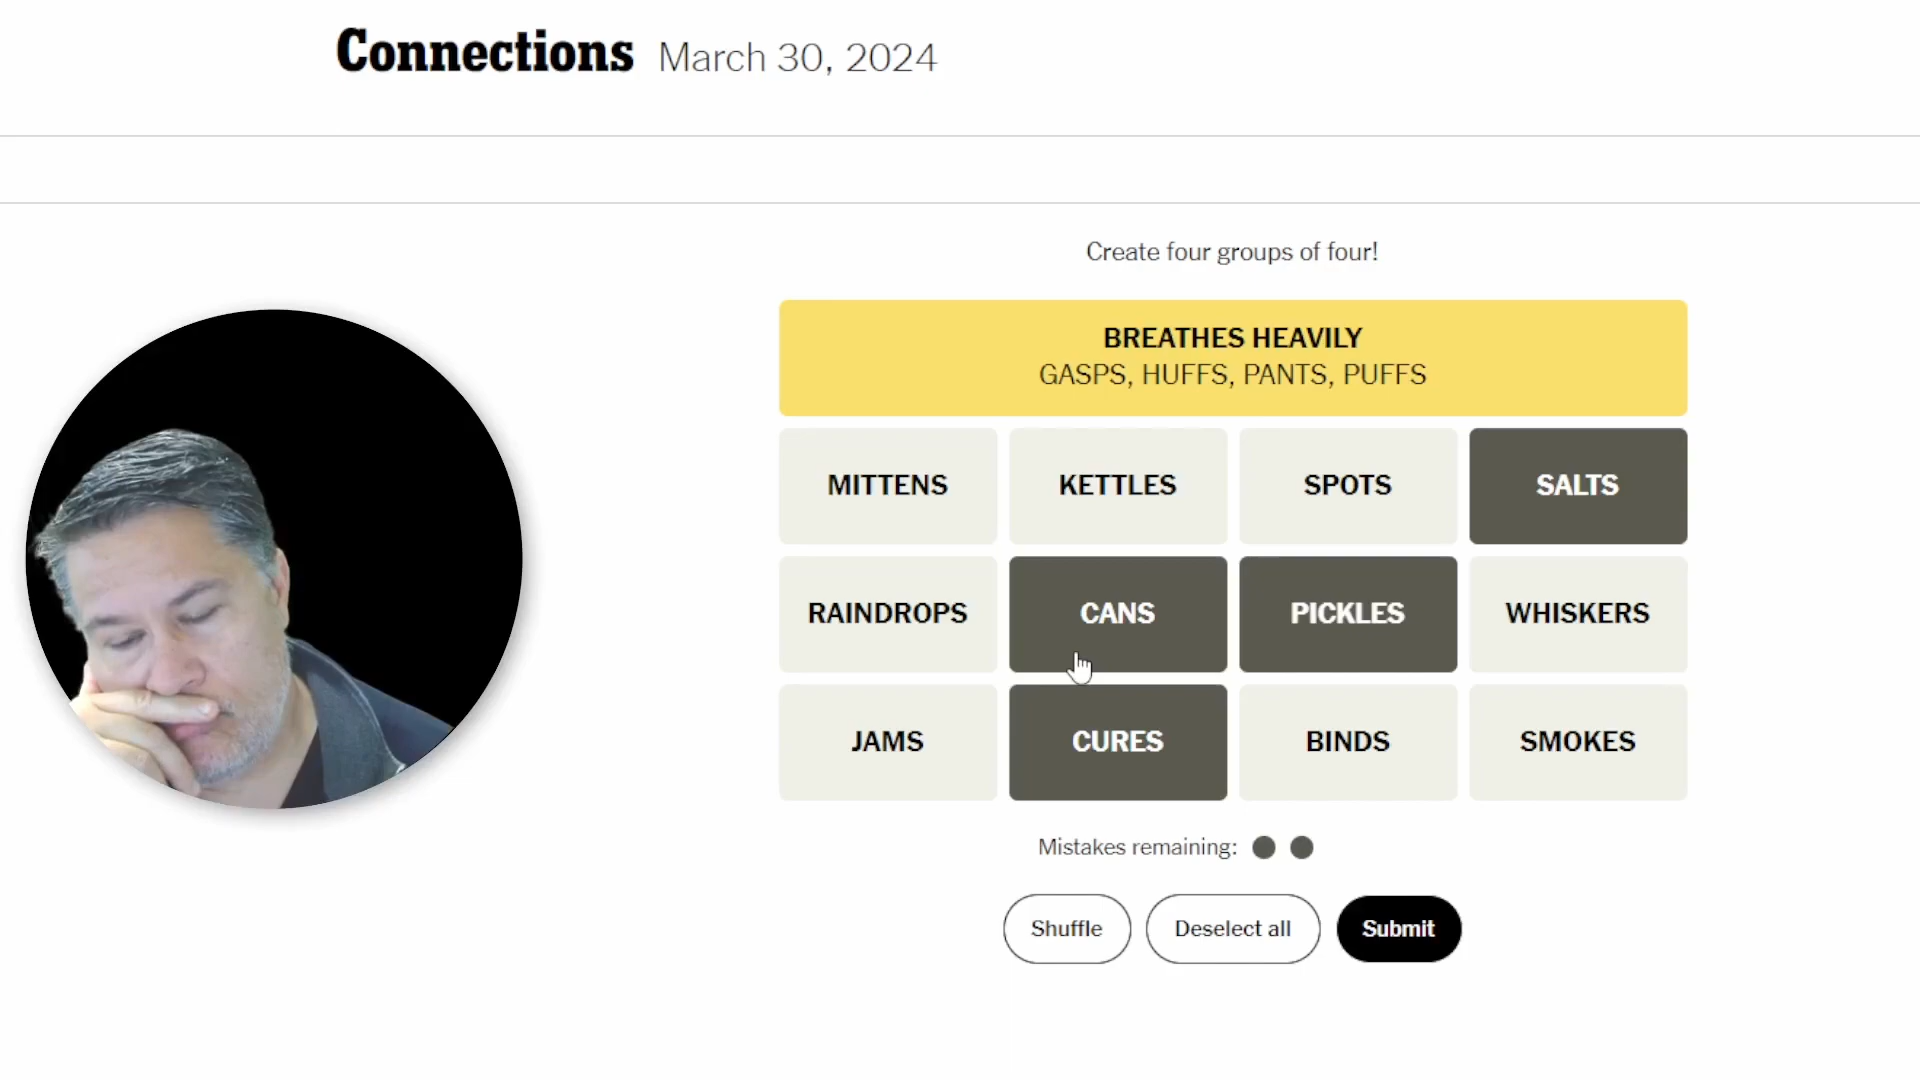 Connections March 30, 2024
Create four groups of four!
BREATHES HEAVILY
GASPS, HUFFS, PANTS, PUFFS
MITTENS KETTLES SPOTS SALTS
RAINDROPS CANS PICKLES WHISKERS
JAMS CURES BINDS SMOKES
Mistakes remaining:
Shuffle Deselect all Submit